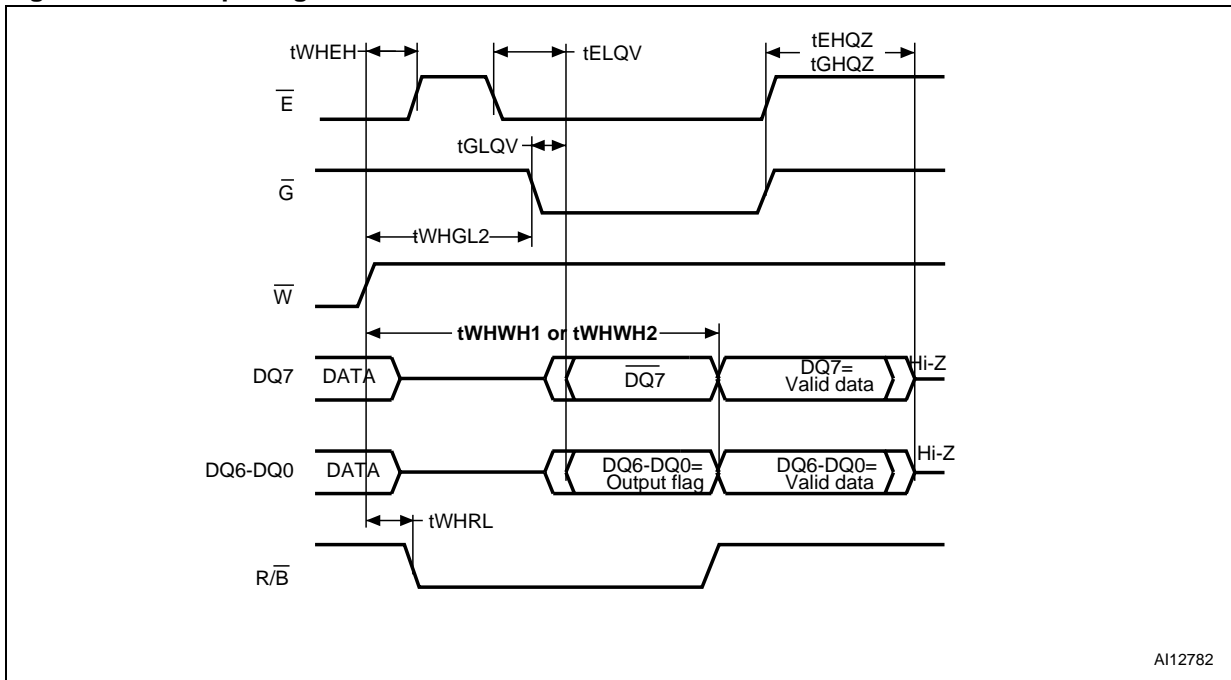 tWHEH
tELQV
tEHQZ
tGHQZ
E̅
tGLQV
G̅
tWHGL2
W̅
tWHWH1 or tWHWH2
DQ7
DATA
D̅Q̅7̅
DQ7=
Valid data
Hi-Z
DQ6-DQ0
DATA
DQ6-DQ0=
Output flag
DQ6-DQ0=
Valid data
Hi-Z
tWHRL
R/B̅
AI12782